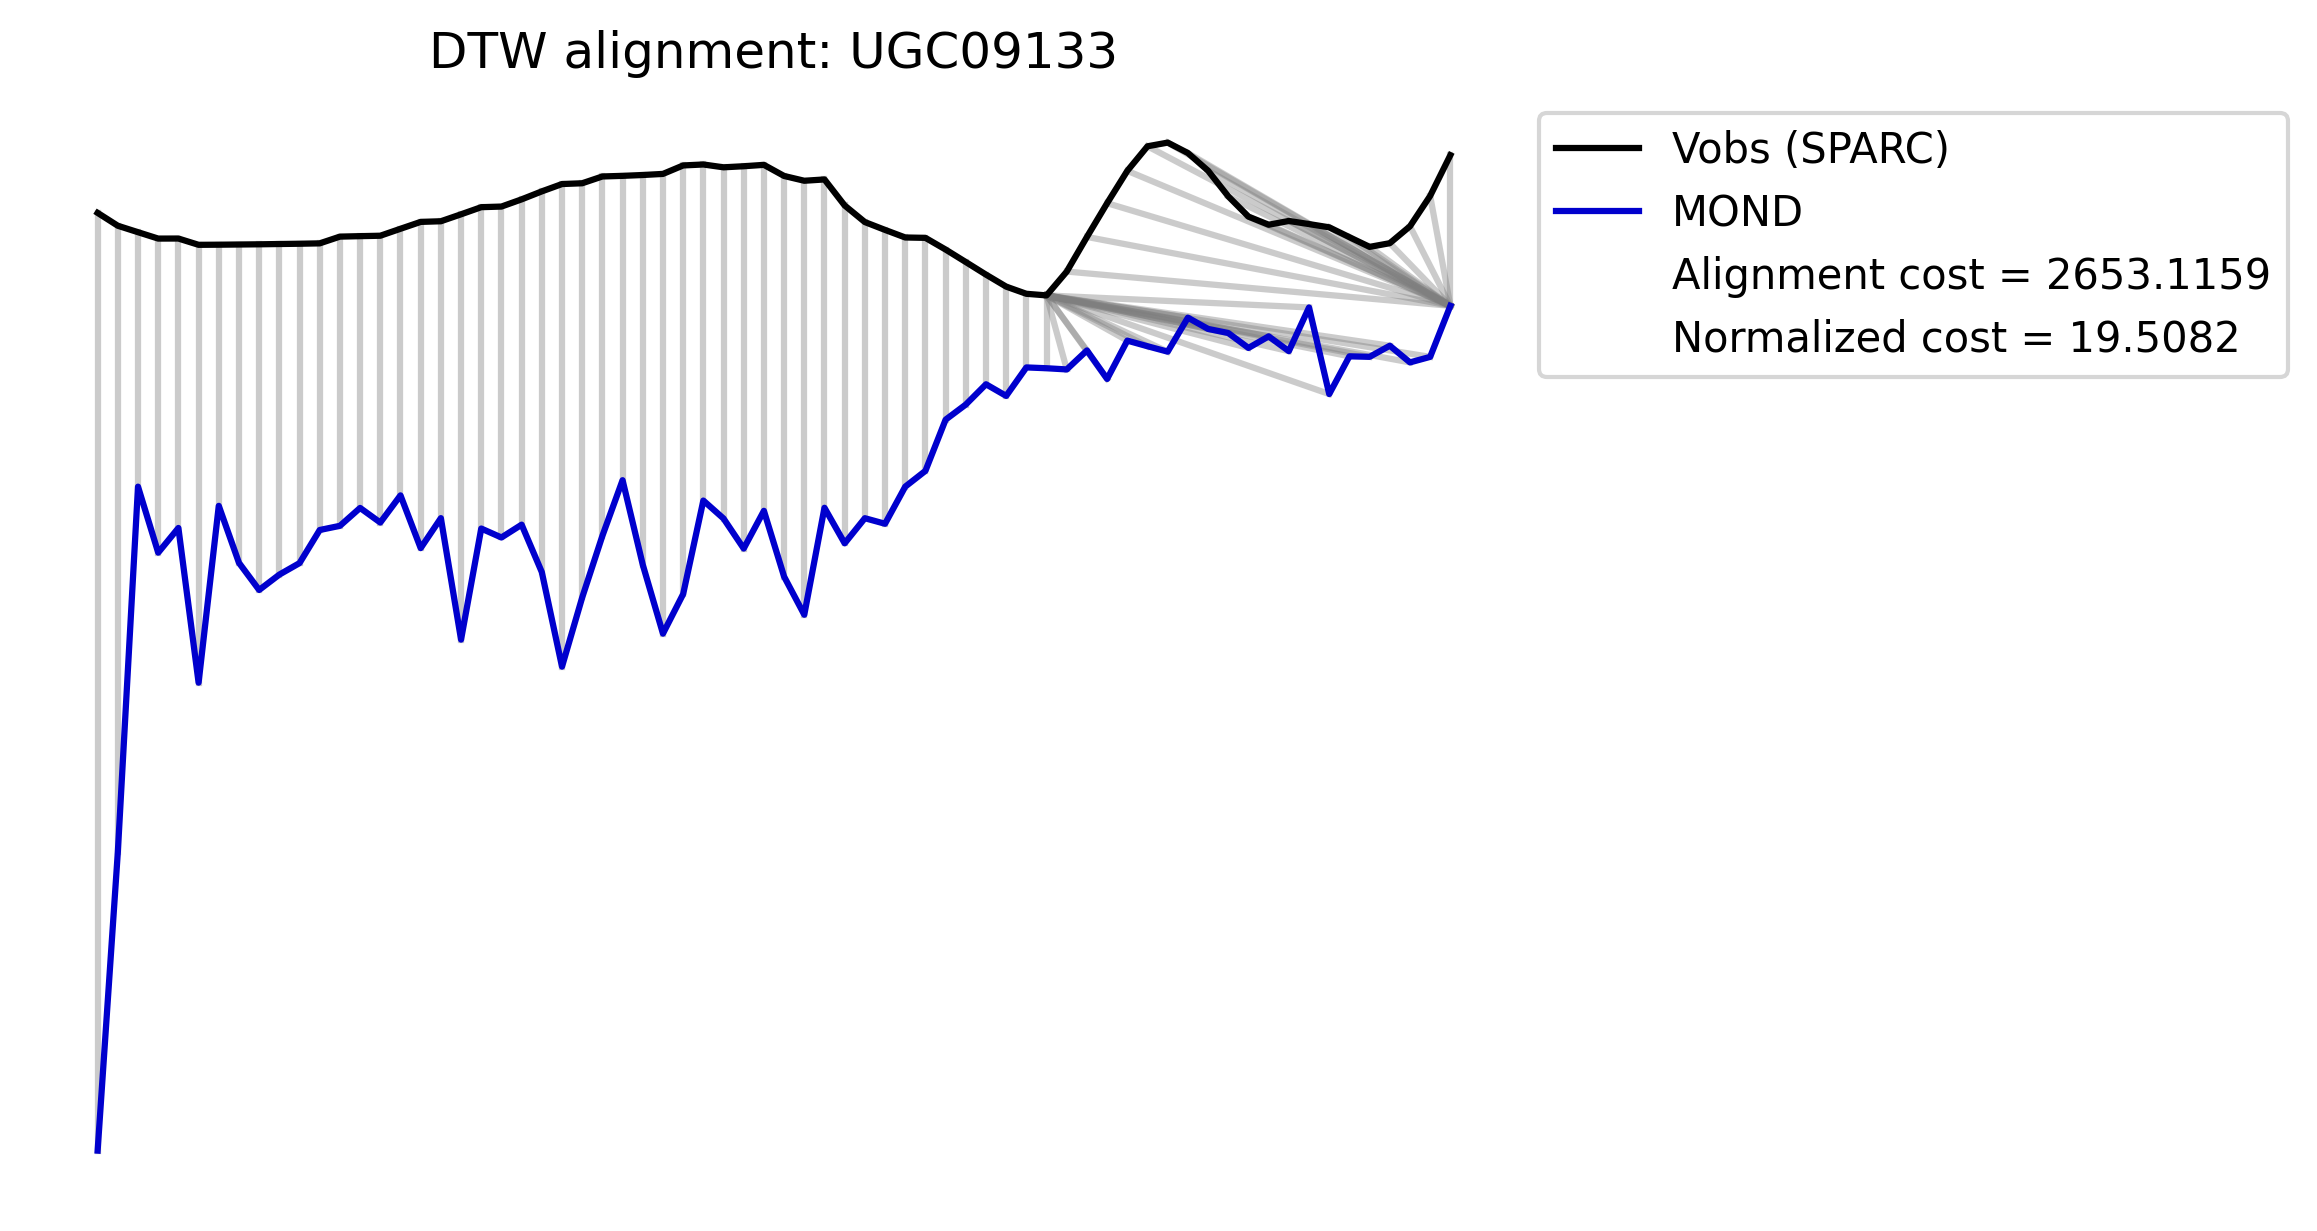 DTW alignment: UGC09133
Vobs (SPARC)
MOND
Alignment cost = 2653.1159
Normalized cost = 19.5082